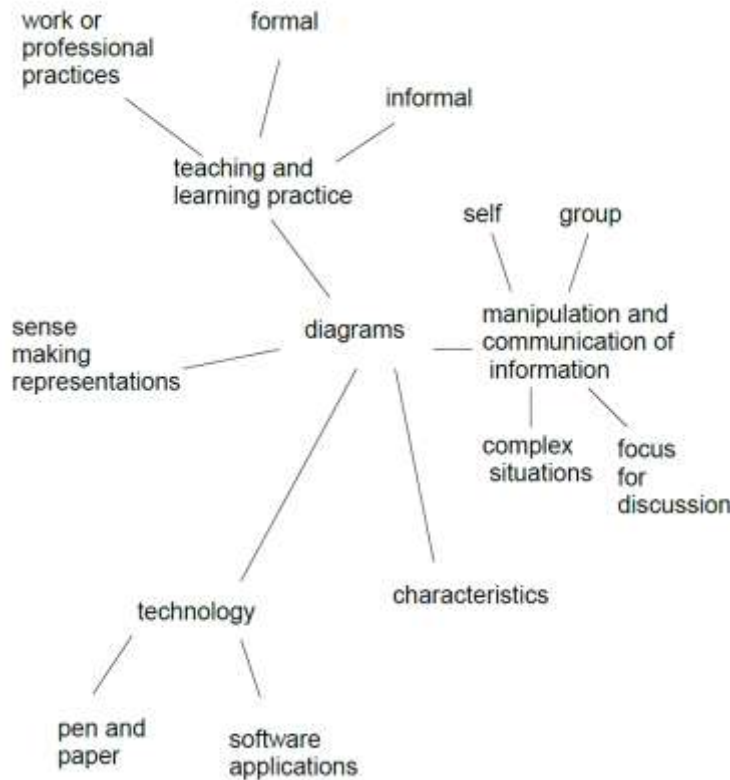 work or
professional
practices
formal
informal
teaching and
learning practice
self
group
sense
making
representations
diagrams
manipulation and
communication of
information
complex
situations
focus
for
discussion
technology
characteristics
pen and
paper
software
applications